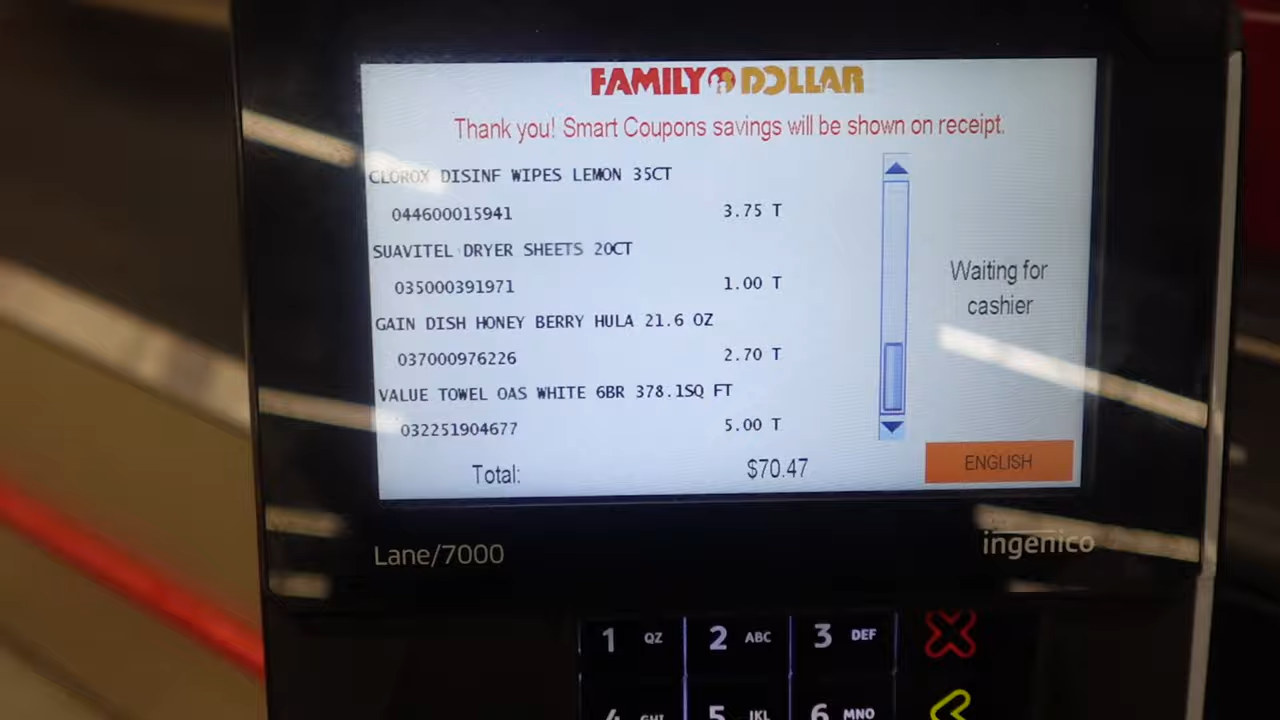 FAMILY DOLLAR
Thank you! Smart Coupons savings will be shown on receipt.
CLOROX DISINF WIPES LEMON 35CT
044600015941 3.75 T
SUAVITEL DRYER SHEETS 20CT
035000391971 1.00 T
GAIN DISH HONEY BERRY HULA 21.6 OZ
037000976226 2.70 T
VALUE TOWEL OAS WHITE 6BR 378.1SQ FT
032251904677 5.00 T
Total: $70.47
Waiting for
cashier
ENGLISH
Lane/7000
ingenico
1 QZ 2 ABC 3 DEF
4 GHI 5 JKL 6 MNO